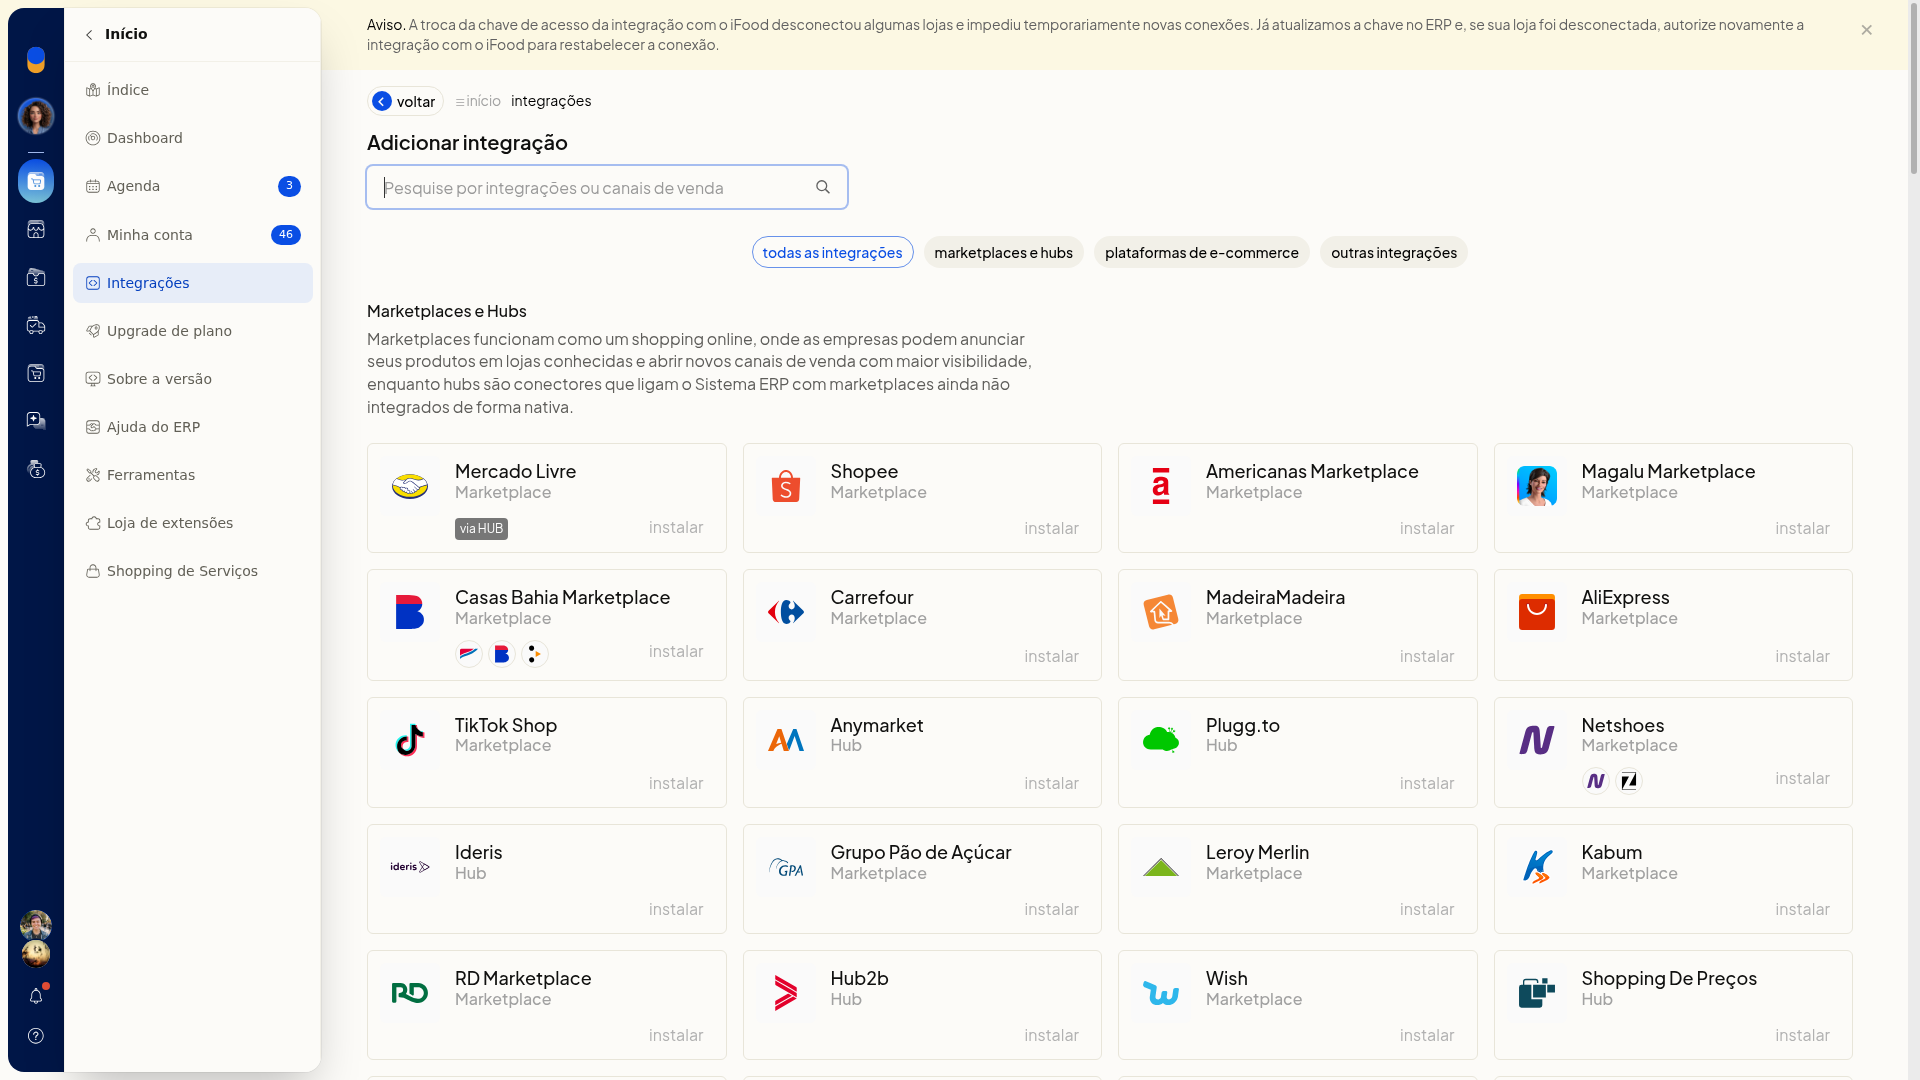 Início
Índice
Dashboard
Agenda
3
Minha conta
46
Integrações
Upgrade de plano
Sobre a versão
Ajuda do ERP
Ferramentas
Loja de extensões
Shopping de Serviços
Aviso. A troca da chave de acesso da integração com o iFood desconectou algumas lojas e impediu temporariamente novas conexões. Já atualizamos a chave no ERP e, se sua loja foi desconectada, autorize novamente a
integração com o iFood para restabelecer a conexão.
voltar
início
integrações
Adicionar integração
Pesquise por integrações ou canais de venda
todas as integrações
marketplaces e hubs
plataformas de e-commerce
outras integrações
Marketplaces e Hubs
Marketplaces funcionam como um shopping online, onde as empresas podem anunciar
seus produtos em lojas conhecidas e abrir novos canais de venda com maior visibilidade,
enquanto hubs são conectores que ligam o Sistema ERP com marketplaces ainda não
integrados de forma nativa.
Mercado Livre
Marketplace
via HUB
instalar
Shopee
Marketplace
instalar
a
Americanas Marketplace
Marketplace
instalar
Magalu Marketplace
Marketplace
instalar
Casas Bahia Marketplace
Marketplace
instalar
Carrefour
Marketplace
instalar
MadeiraMadeira
Marketplace
instalar
AliExpress
Marketplace
instalar
TikTok Shop
Marketplace
instalar
Anymarket
Hub
instalar
Plugg.to
Hub
instalar
Netshoes
Marketplace
instalar
ideris
Ideris
Hub
instalar
GPA
Grupo Pão de Açúcar
Marketplace
instalar
Leroy Merlin
Marketplace
instalar
Kabum
Marketplace
instalar
RD
RD Marketplace
Marketplace
instalar
Hub2b
Hub
instalar
Wish
Marketplace
instalar
Shopping De Preços
Hub
instalar